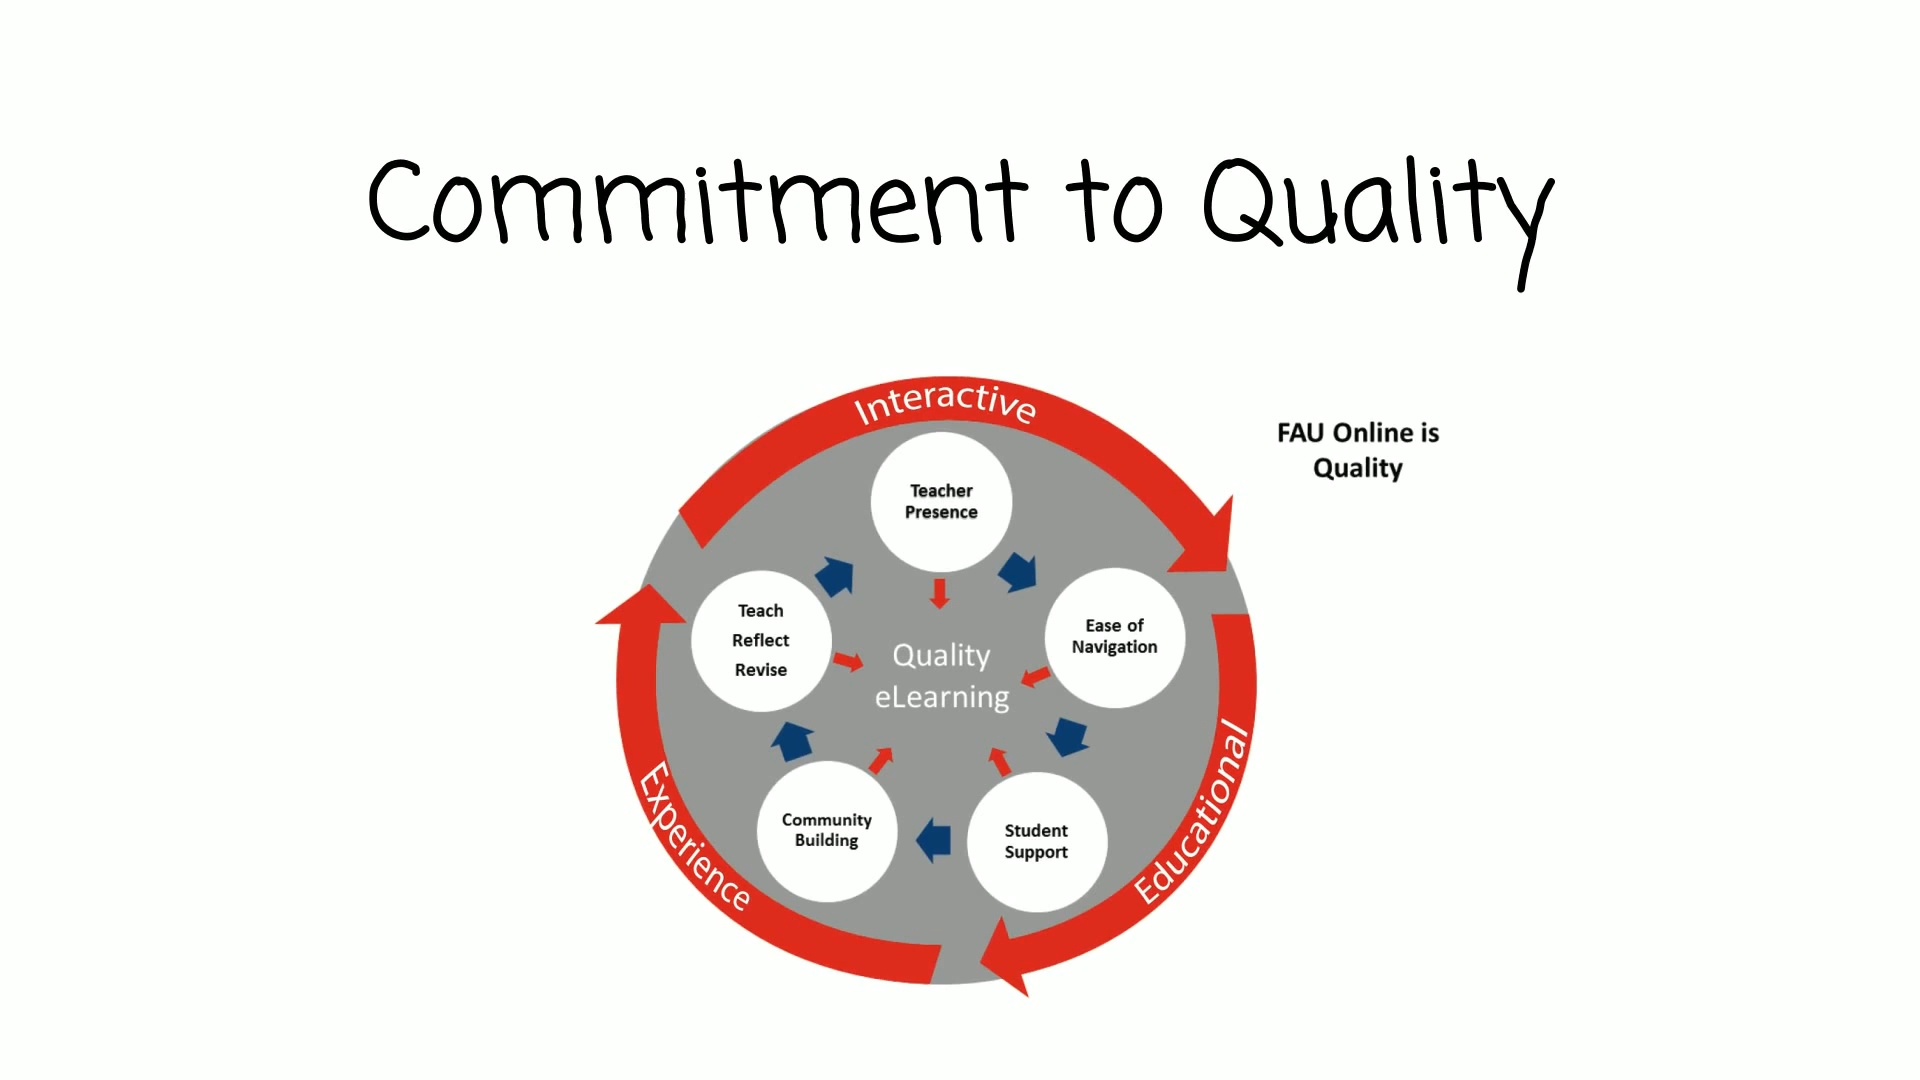 Commitment to Quality
Interactive
FAU Online is
Quality
Teacher
Presence
Teach
Reflect
Revise
Ease of
Navigation
Quality
eLearning
Community
Building
Student
Support
Experience
Educational